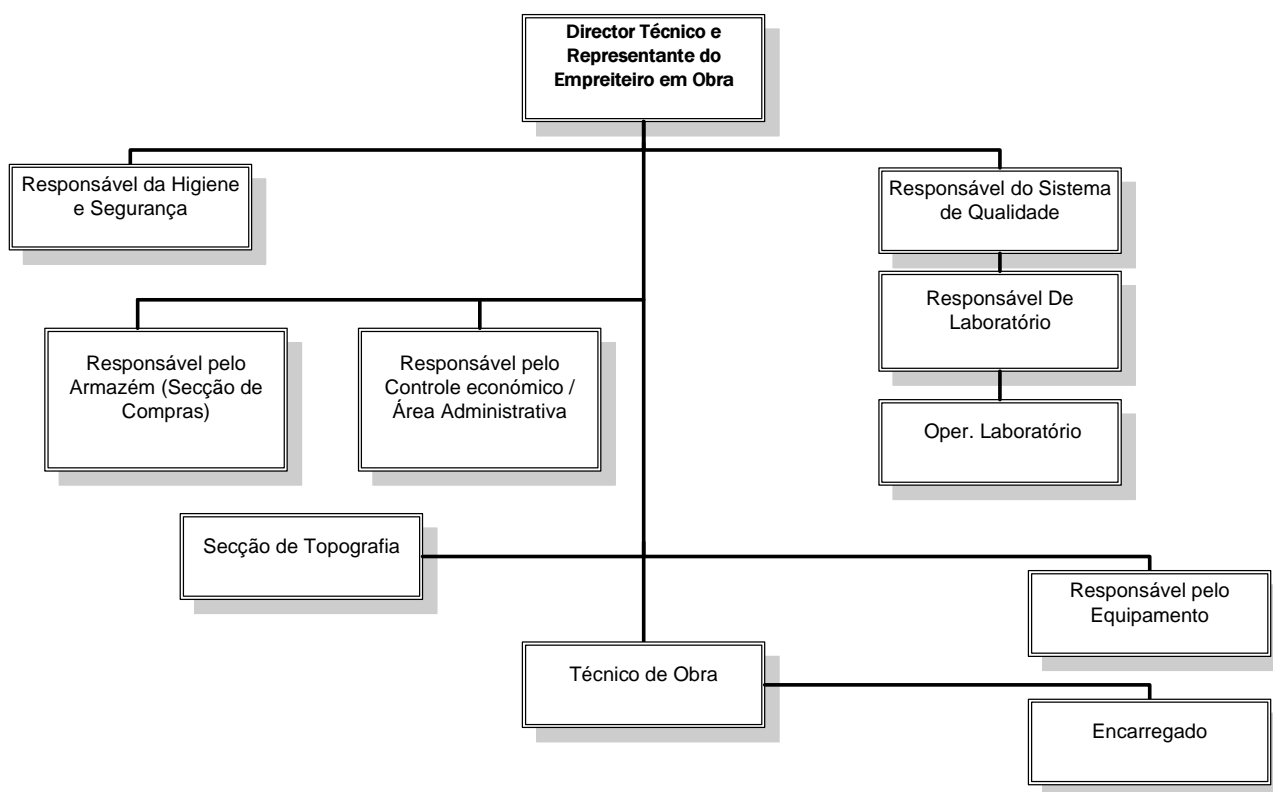 Director Técnico e
Representante do
Empreiteiro em Obra
Responsável da Higiene
e Segurança
Responsável do Sistema
de Qualidade
Responsável De
Laboratório
Responsável pelo
Armazém (Secção de
Compras)
Responsável pelo
Controle económico /
Área Administrativa
Oper. Laboratório
Secção de Topografia
Responsável pelo
Equipamento
Técnico de Obra
Encarregado